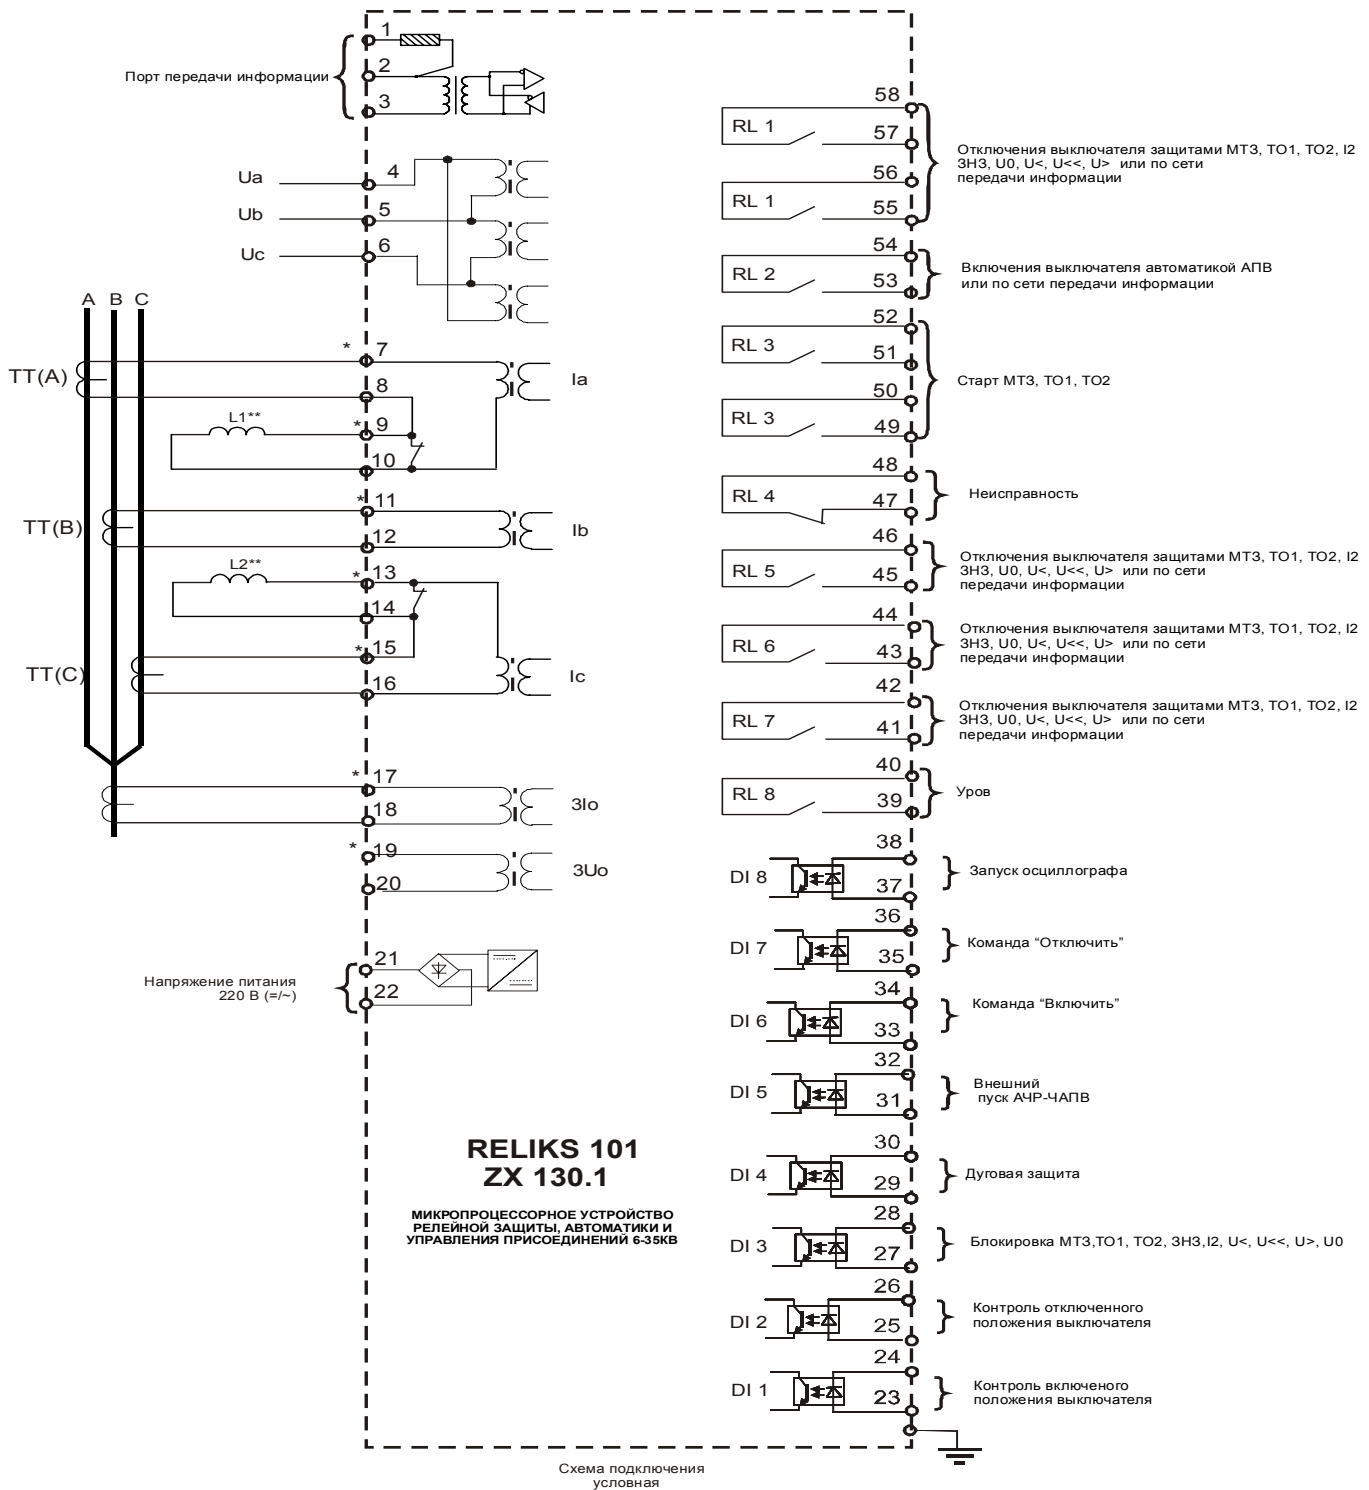 1
Порт передачи информации
2
3
Ua
4
Ub
5
Uc
6
A B C
TT(A)
*
7
Ia
8
L1**
*
9
10
TT(B)
*
11
Ib
12
L2**
*
13
14
TT(C)
*
15
Ic
16
*
17
3Io
18
*
19
3Uo
20
Напряжение питания
220 В (=/~)
21
22
RELIKS 101
ZX 130.1
МИКРОПРОЦЕССОРНОЕ УСТРОЙСТВО
РЕЛЕЙНОЙ ЗАЩИТЫ, АВТОМАТИКИ И
УПРАВЛЕНИЯ ПРИСОЕДИНЕНИЙ 6-35КВ
58
RL 1
57
56
RL 1
55
Отключения выключателя защитами МТЗ, ТО1, ТО2, I2
ЗНЗ, U0, U<, U<<, U> или по сети
передачи информации
54
RL 2
53
Включения выключателя автоматикой АПВ
или по сети передачи информации
52
RL 3
51
50
RL 3
49
Старт МТЗ, ТО1, ТО2
48
RL 4
47
Неисправность
46
RL 5
45
Отключения выключателя защитами МТЗ, ТО1, ТО2, I2
ЗНЗ, U0, U<, U<<, U> или по сети
передачи информации
44
RL 6
43
Отключения выключателя защитами МТЗ, ТО1, ТО2, I2
ЗНЗ, U0, U<, U<<, U> или по сети
передачи информации
42
RL 7
41
Отключения выключателя защитами МТЗ, ТО1, ТО2, I2
ЗНЗ, U0, U<, U<<, U> или по сети
передачи информации
40
RL 8
39
Уров
38
DI 8
37
Запуск осциллографа
36
DI 7
35
Команда “Отключить”
34
DI 6
33
Команда “Включить”
32
DI 5
31
Внешний
пуск АЧР-ЧАПВ
30
DI 4
29
Дуговая защита
28
DI 3
27
Блокировка МТЗ,ТО1, ТО2, ЗНЗ,I2, U<, U<<, U>, U0
26
DI 2
25
Контроль отключенного
положения выключателя
24
DI 1
23
Контроль включеного
положения выключателя
Схема подключения
условная